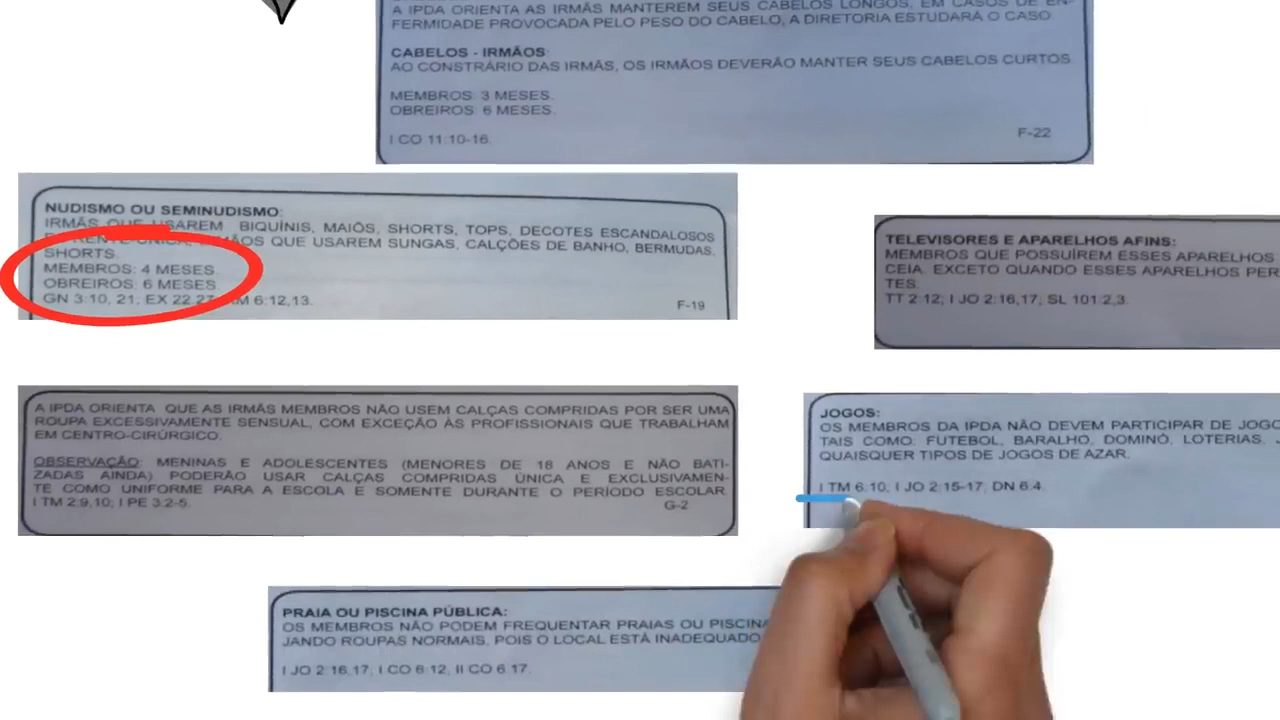 A IPDA ORIENTA AS IRMÃS MANTEREM SEUS CABELOS LONGOS, EM CASOS DE EN-
FERMIDADE PROVOCADA PELO PESO DO CABELO, A DIRETORIA ESTUDARÁ O CASO
CABELOS - IRMÃOS:
AO CONSTRÁRIO DAS IRMÃS, OS IRMÃOS DEVERÃO MANTER SEUS CABELOS CURTOS
MEMBROS: 3 MESES.
OBREIROS: 6 MESES.
I CO 11:10-16.
F-22
NUDISMO OU SEMINUDISMO:
IRMÃS QUE USAREM BIQUÍNIS, MAIÔS, SHORTS, TOPS, DECOTES ESCANDALOSOS
ÚNICA, QUE USAREM SUNGAS, CALÇÕES DE BANHO, BERMUDAS,
SHORTS.
MEMBROS: 4 MESES
OBREIROS: 6 MESES
GN 3:10, 21; EX 22.27 6:12,13.
F-19
TELEVISORES E APARELHOS AFINS:
MEMBROS QUE POSSUÍREM ESSES APARELHOS
CEIA. EXCETO QUANDO ESSES APARELHOS PER
TES.
TT 2:12; I JO 2:16,17; SL 101:2,3.
A IPDA ORIENTA QUE AS IRMÃS MEMBROS NÃO USEM CALÇAS COMPRIDAS POR SER UMA
ROUPA EXCESSIVAMENTE SENSUAL, COM EXCEÇÃO ÀS PROFISSIONAIS QUE TRABALHAM
EM CENTRO-CIRÚRGICO.
OBSERVAÇÃO: MENINAS E ADOLESCENTES (MENORES DE 18 ANOS E NÃO BATI-
ZADAS AINDA) PODERÃO USAR CALÇAS COMPRIDAS ÚNICA E EXCLUSIVAMEN-
TE COMO UNIFORME PARA A ESCOLA E SOMENTE DURANTE O PERÍODO ESCOLAR
I TM 2:9,10; I PE 3:2-5.
G-2
JOGOS:
OS MEMBROS DA IPDA NÃO DEVEM PARTICIPAR DE JOGO
TAIS COMO: FUTEBOL, BARALHO, DOMINÓ, LOTERIAS, J
QUAISQUER TIPOS DE JOGOS DE AZAR.
I TM 6:10, I JO 2:15-17, DN 6:4.
PRAIA OU PISCINA PÚBLICA:
OS MEMBROS NÃO PODEM FREQUENTAR PRAIAS OU PISCINA
JANDO ROUPAS NORMAIS, POIS O LOCAL ESTÁ INADEQUADO
I JO 2:16,17; I CO 6:12, II CO 6:17.